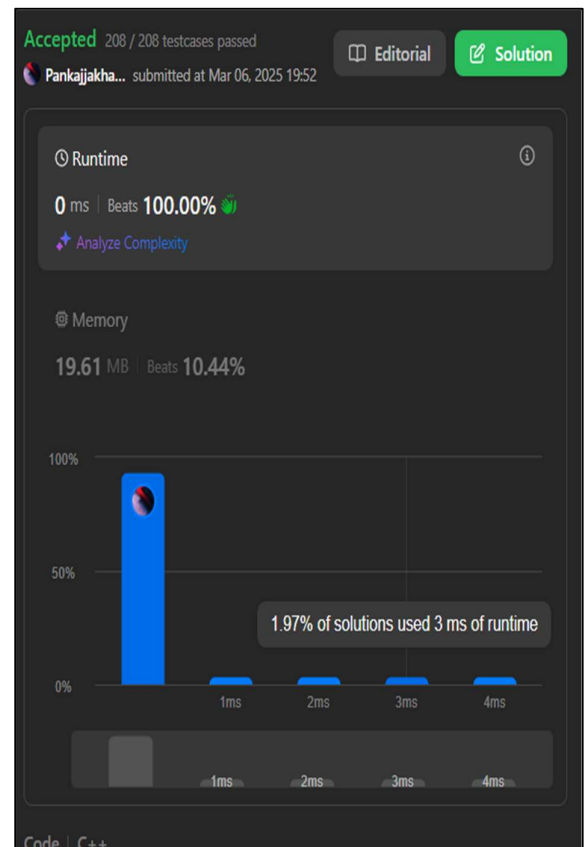 Accepted 208 / 208 testcases passed
Editorial
Solution
Pankajjakha... submitted at Mar 06, 2025 19:52
Runtime
0 ms | Beats 100.00%
Analyze Complexity
Memory
19.61 MB | Beats 10.44%
100%
50%
1.97% of solutions used 3 ms of runtime
0%
1ms 2ms 3ms 4ms
1ms 2ms 3ms 4ms
Code | C++